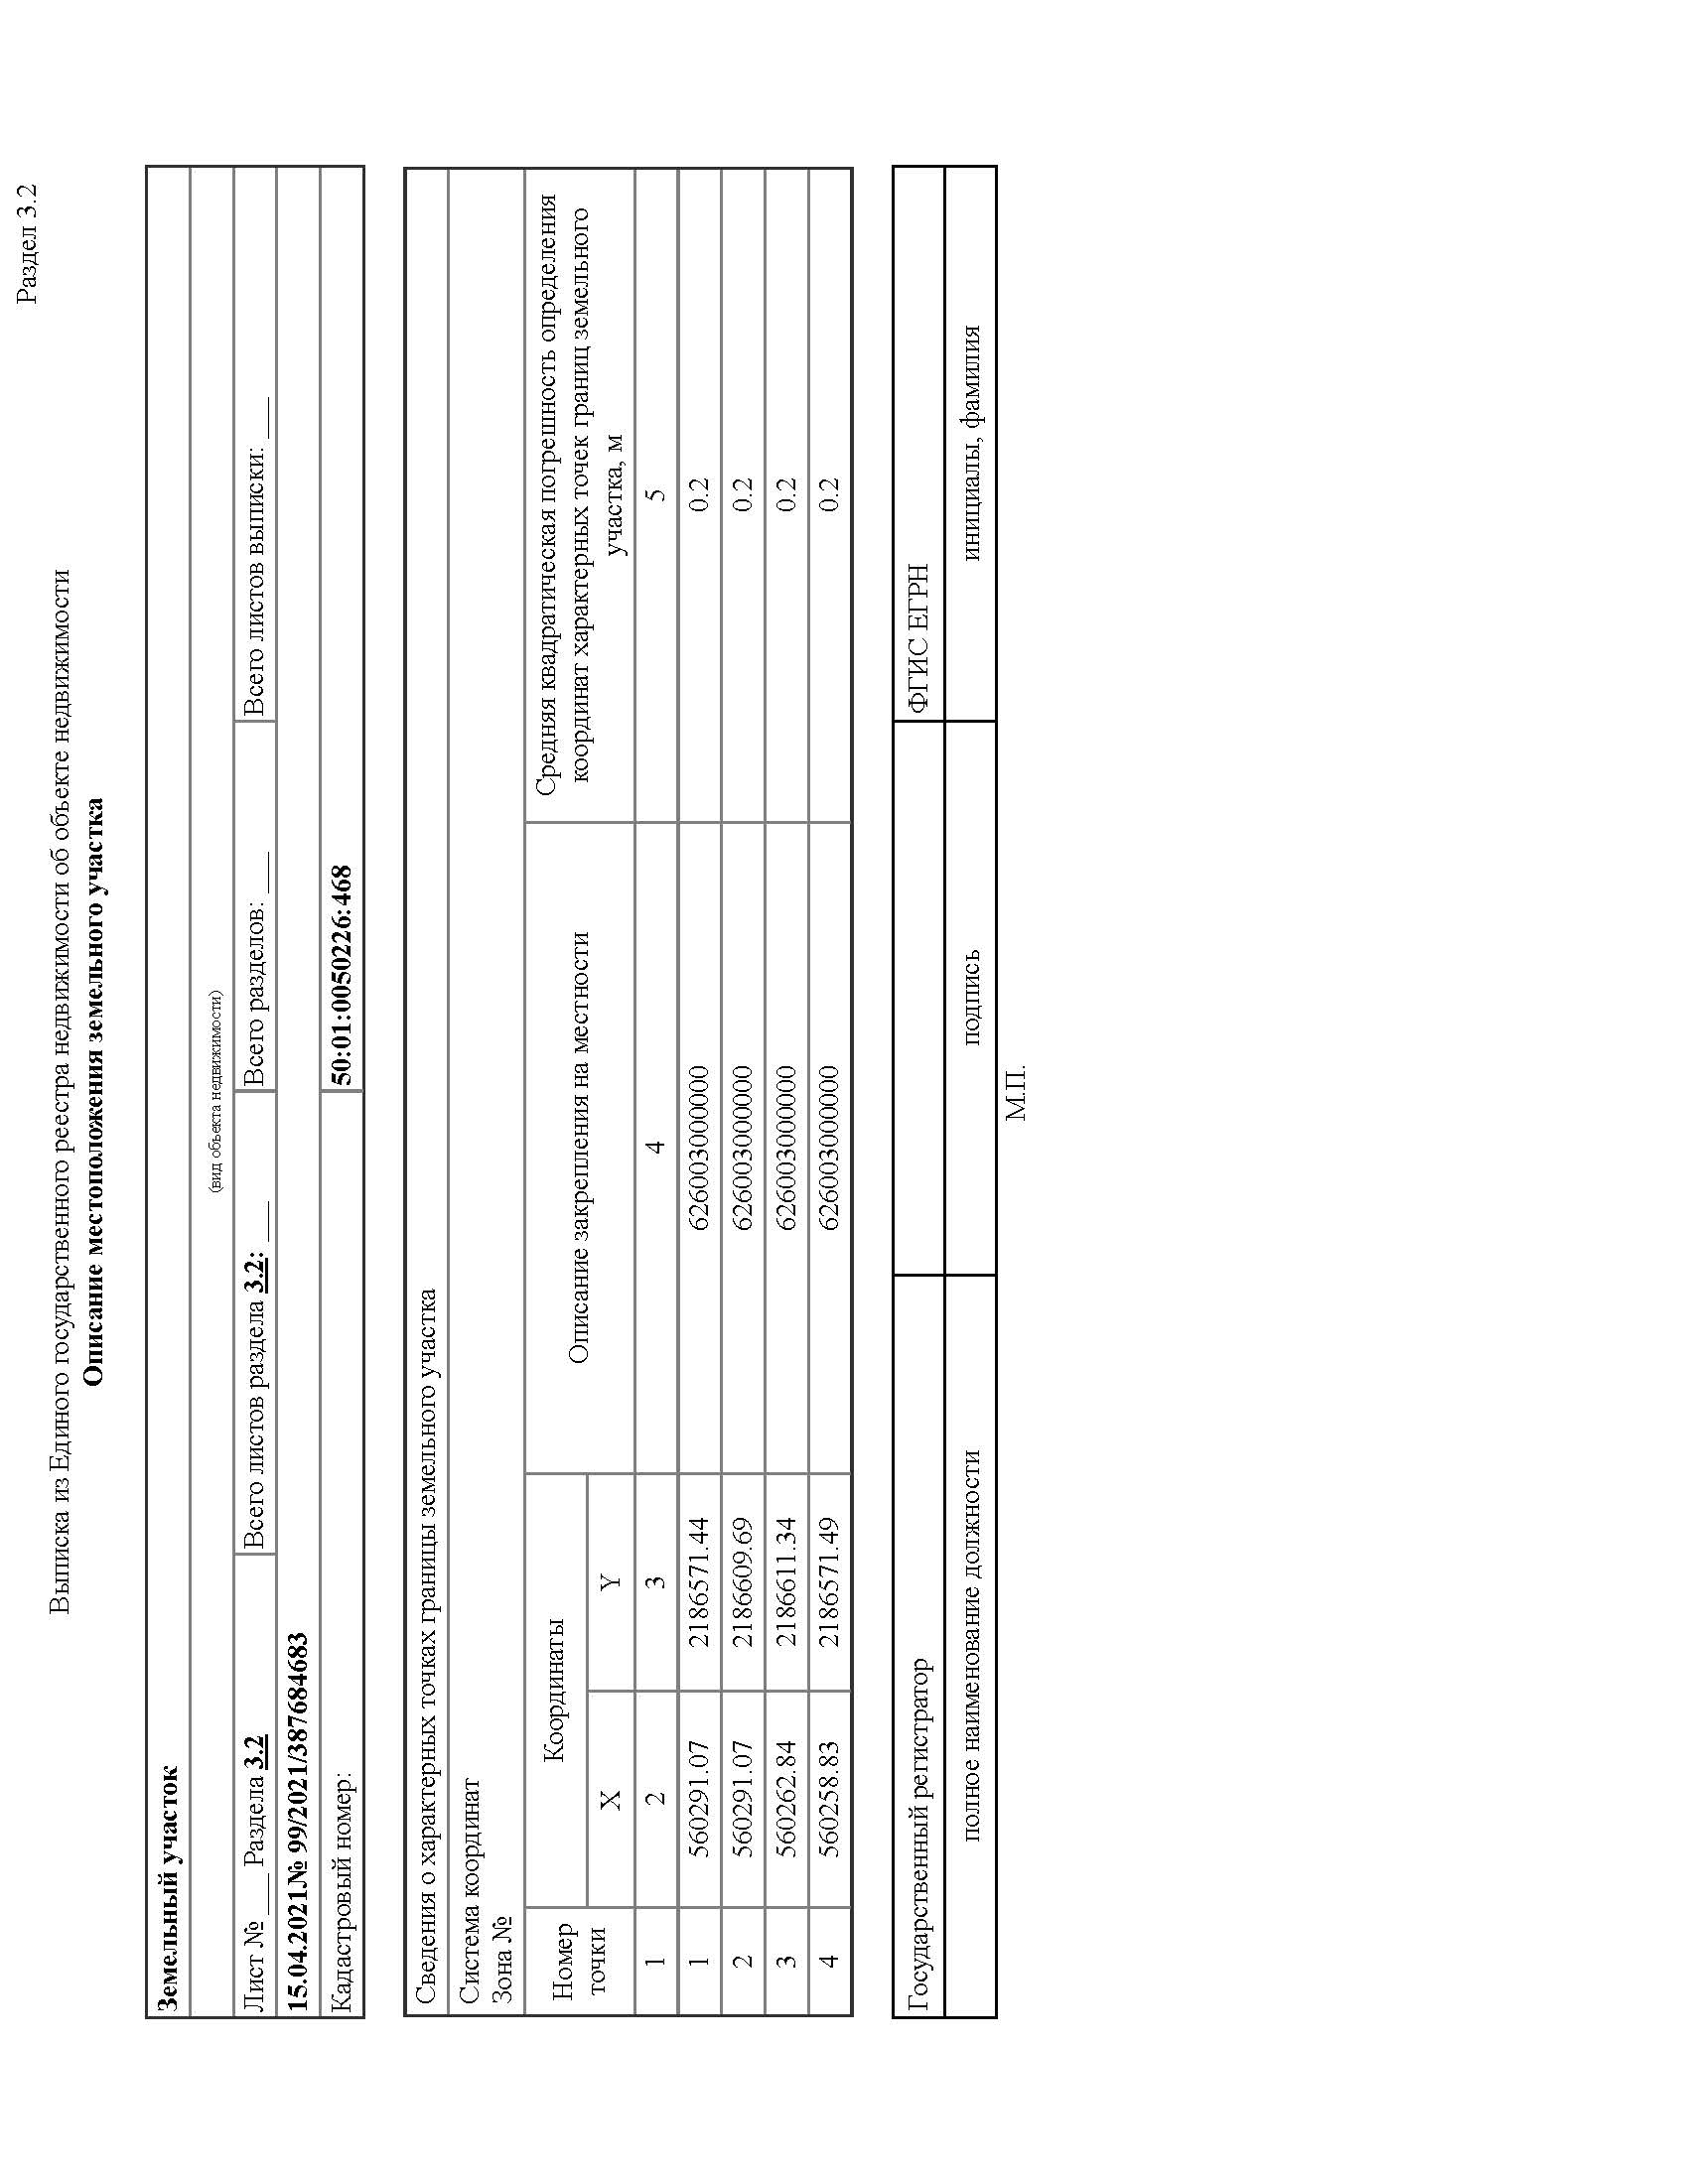 Раздел 3.2
Выписка из Единого государственного реестра недвижимости об объекте недвижимости
Описание местоположения земельного участка
Земельный участок
(вид объекта недвижимости)
Лист № ___ Раздела 3.2 Всего листов раздела 3.2: ___ Всего разделов: ___ Всего листов выписки: ___
15.04.2021№ 99/2021/387684683
Кадастровый номер: 50:01:0050226:468
Сведения о характерных точках границы земельного участка
Система координат
Зона №
Номер точки
Координаты
X Y
Описание закрепления на местности
Средняя квадратическая погрешность определения
координат характерных точек границ земельного
участка, м
1 2 3 4 5
1 560291.07 2186571.44 626003000000 0.2
2 560291.07 2186609.69 626003000000 0.2
3 560262.84 2186611.34 626003000000 0.2
4 560258.83 2186571.49 626003000000 0.2
Государственный регистратор ФГИС ЕГРН
полное наименование должности подпись инициалы, фамилия
М.П.